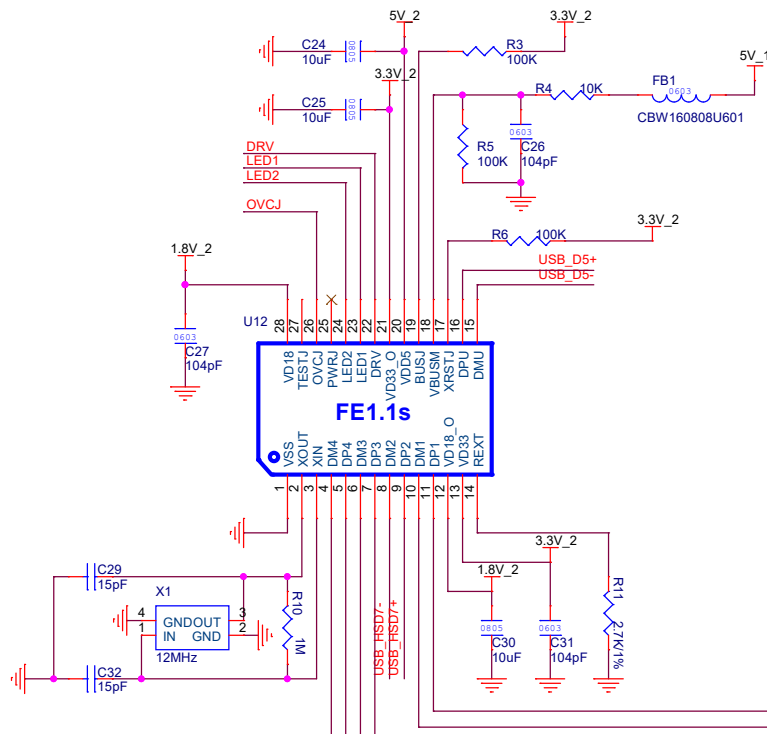 5V_2
3.3V_2
C24
0805
10uF
R3
100K
5V_1
3.3V_2
C25
0805
10uF
R4
10K
FB1
0603
CBW160808U601
DRV
LED1
LED2
OVCJ
R5
100K
0603
C26
104pF
1.8V_2
R6
100K
3.3V_2
USB_D5+
USB_D5-
0603
C27
104pF
U12
28
27
26
25
24
23
22
21
20
19
18
17
16
15
VD18
TESTJ
OVCJ
PWRJ
LED2
LED1
DRV
VD33_O
VDD5
BUSJ
VBUSM
XRSTJ
DPU
DMU
FE1.1s
VSS
XOUT
XIN
DM4
DP4
DM3
DP3
DM2
DP2
DM1
DP1
VD18_O
VD33
REXT
1
2
3
4
5
6
7
8
9
10
11
12
13
14
C29
15pF
X1
4
GNDOUT
3
1
IN
GND
2
12MHz
R10
1M
C32
15pF
USB_HSD7-
USB_HSD7+
1.8V_2
0805
C30
10uF
3.3V_2
0603
C31
104pF
R11
2.7K/1%